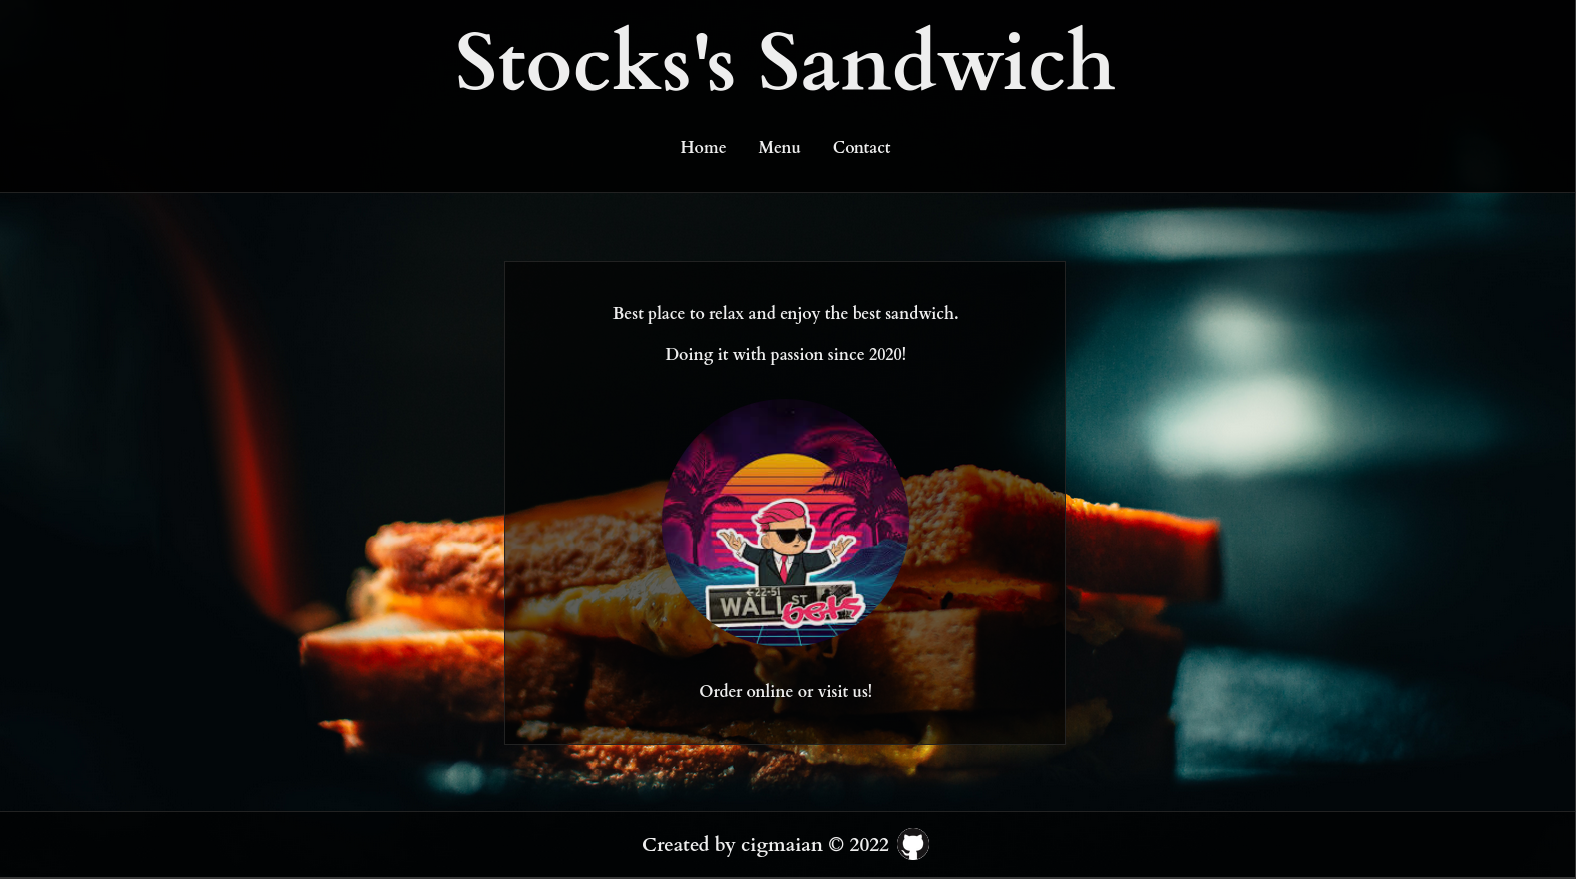 Stocks's Sandwich
Home Menu Contact
Best place to relax and enjoy the best sandwich.
Doing it with passion since 2020!
←22-51
WALL ST bets
Order online or visit us!
Created by cigmaian © 2022